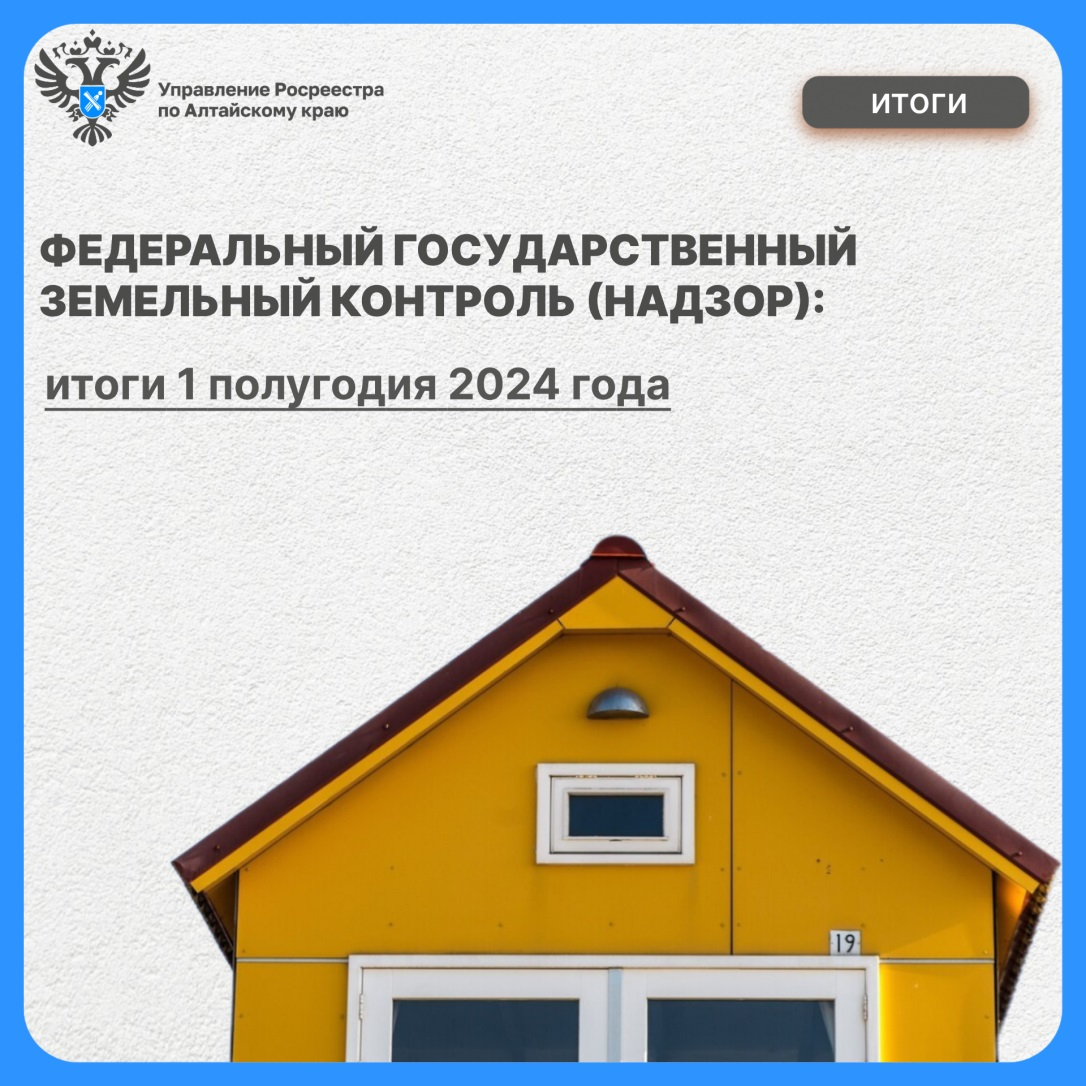 Управление Росреестра
по Алтайскому краю
ИТОГИ
ФЕДЕРАЛЬНЫЙ ГОСУДАРСТВЕННЫЙ
ЗЕМЕЛЬНЫЙ КОНТРОЛЬ (НАДЗОР):
итоги 1 полугодия 2024 года
19